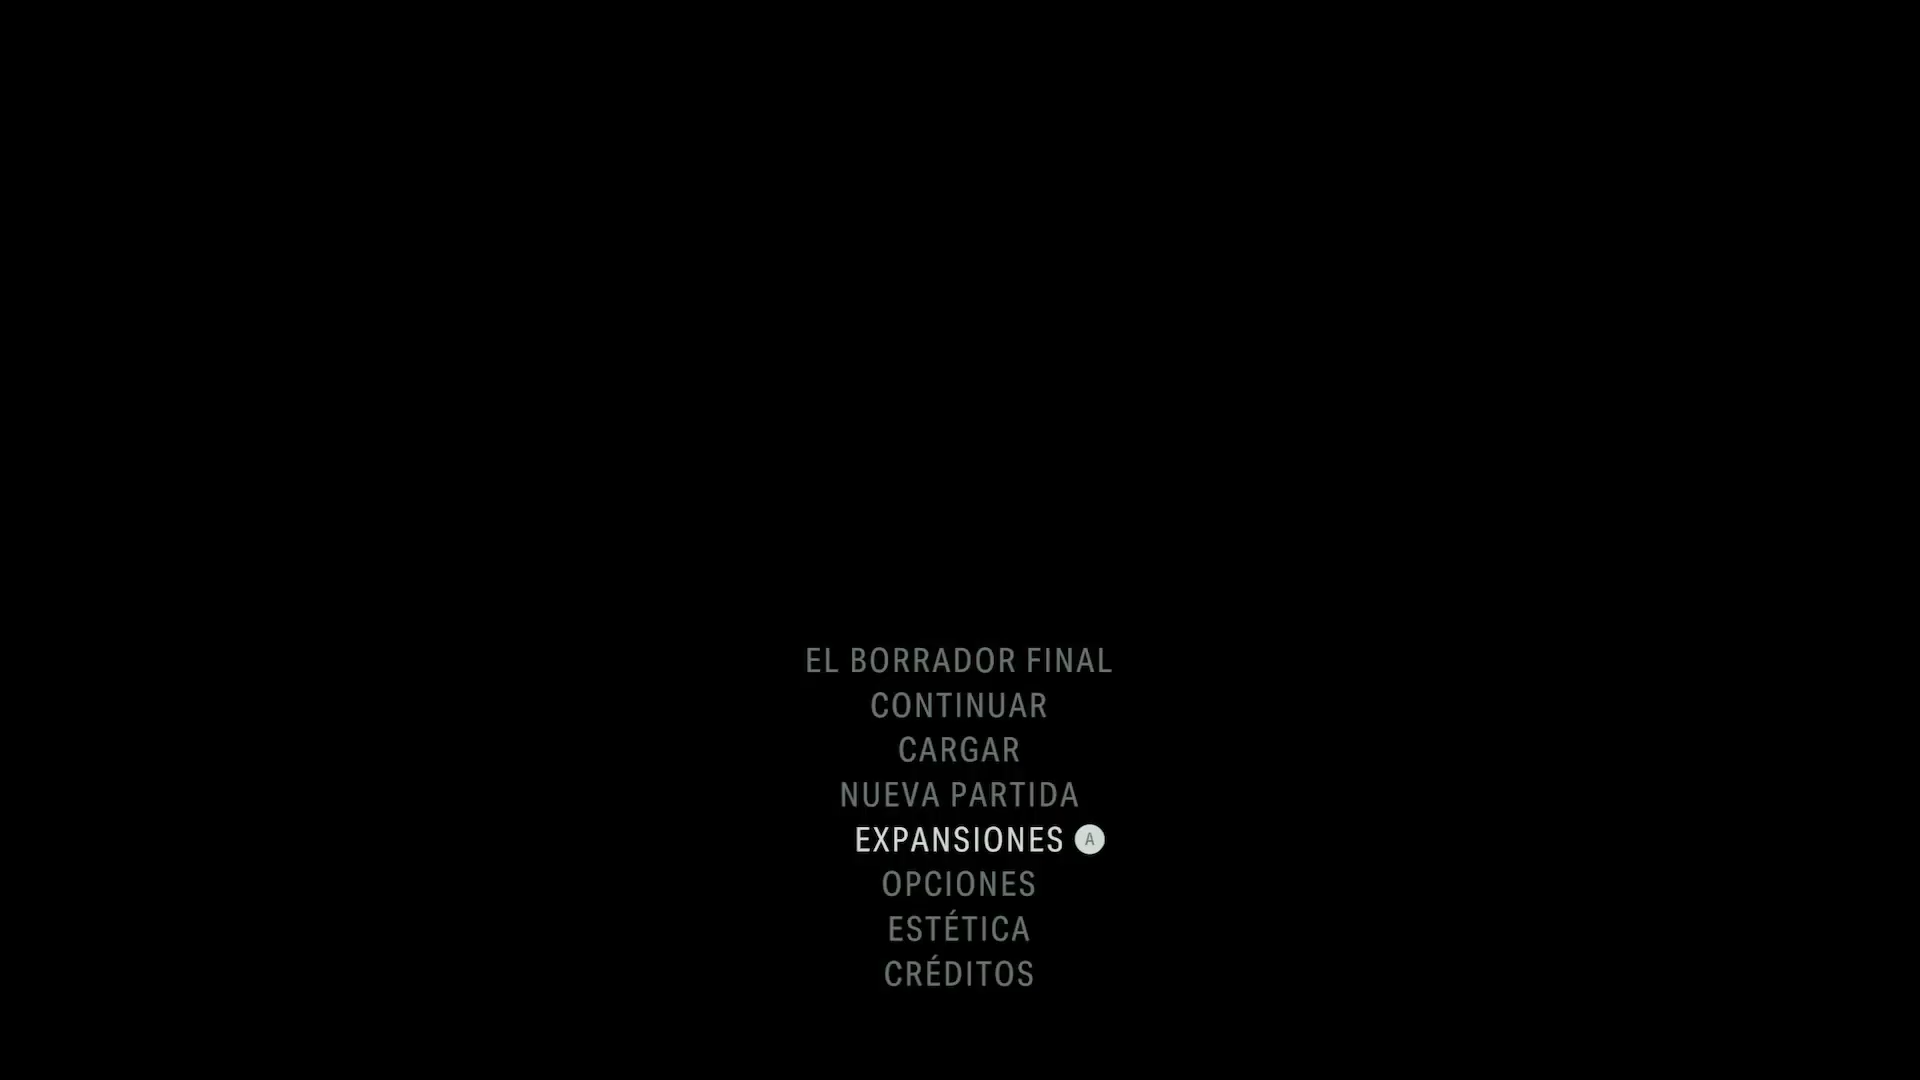 EL BORRADOR FINAL
CONTINUAR
CARGAR
NUEVA PARTIDA
EXPANSIONES A
OPCIONES
ESTÉTICA
CRÉDITOS